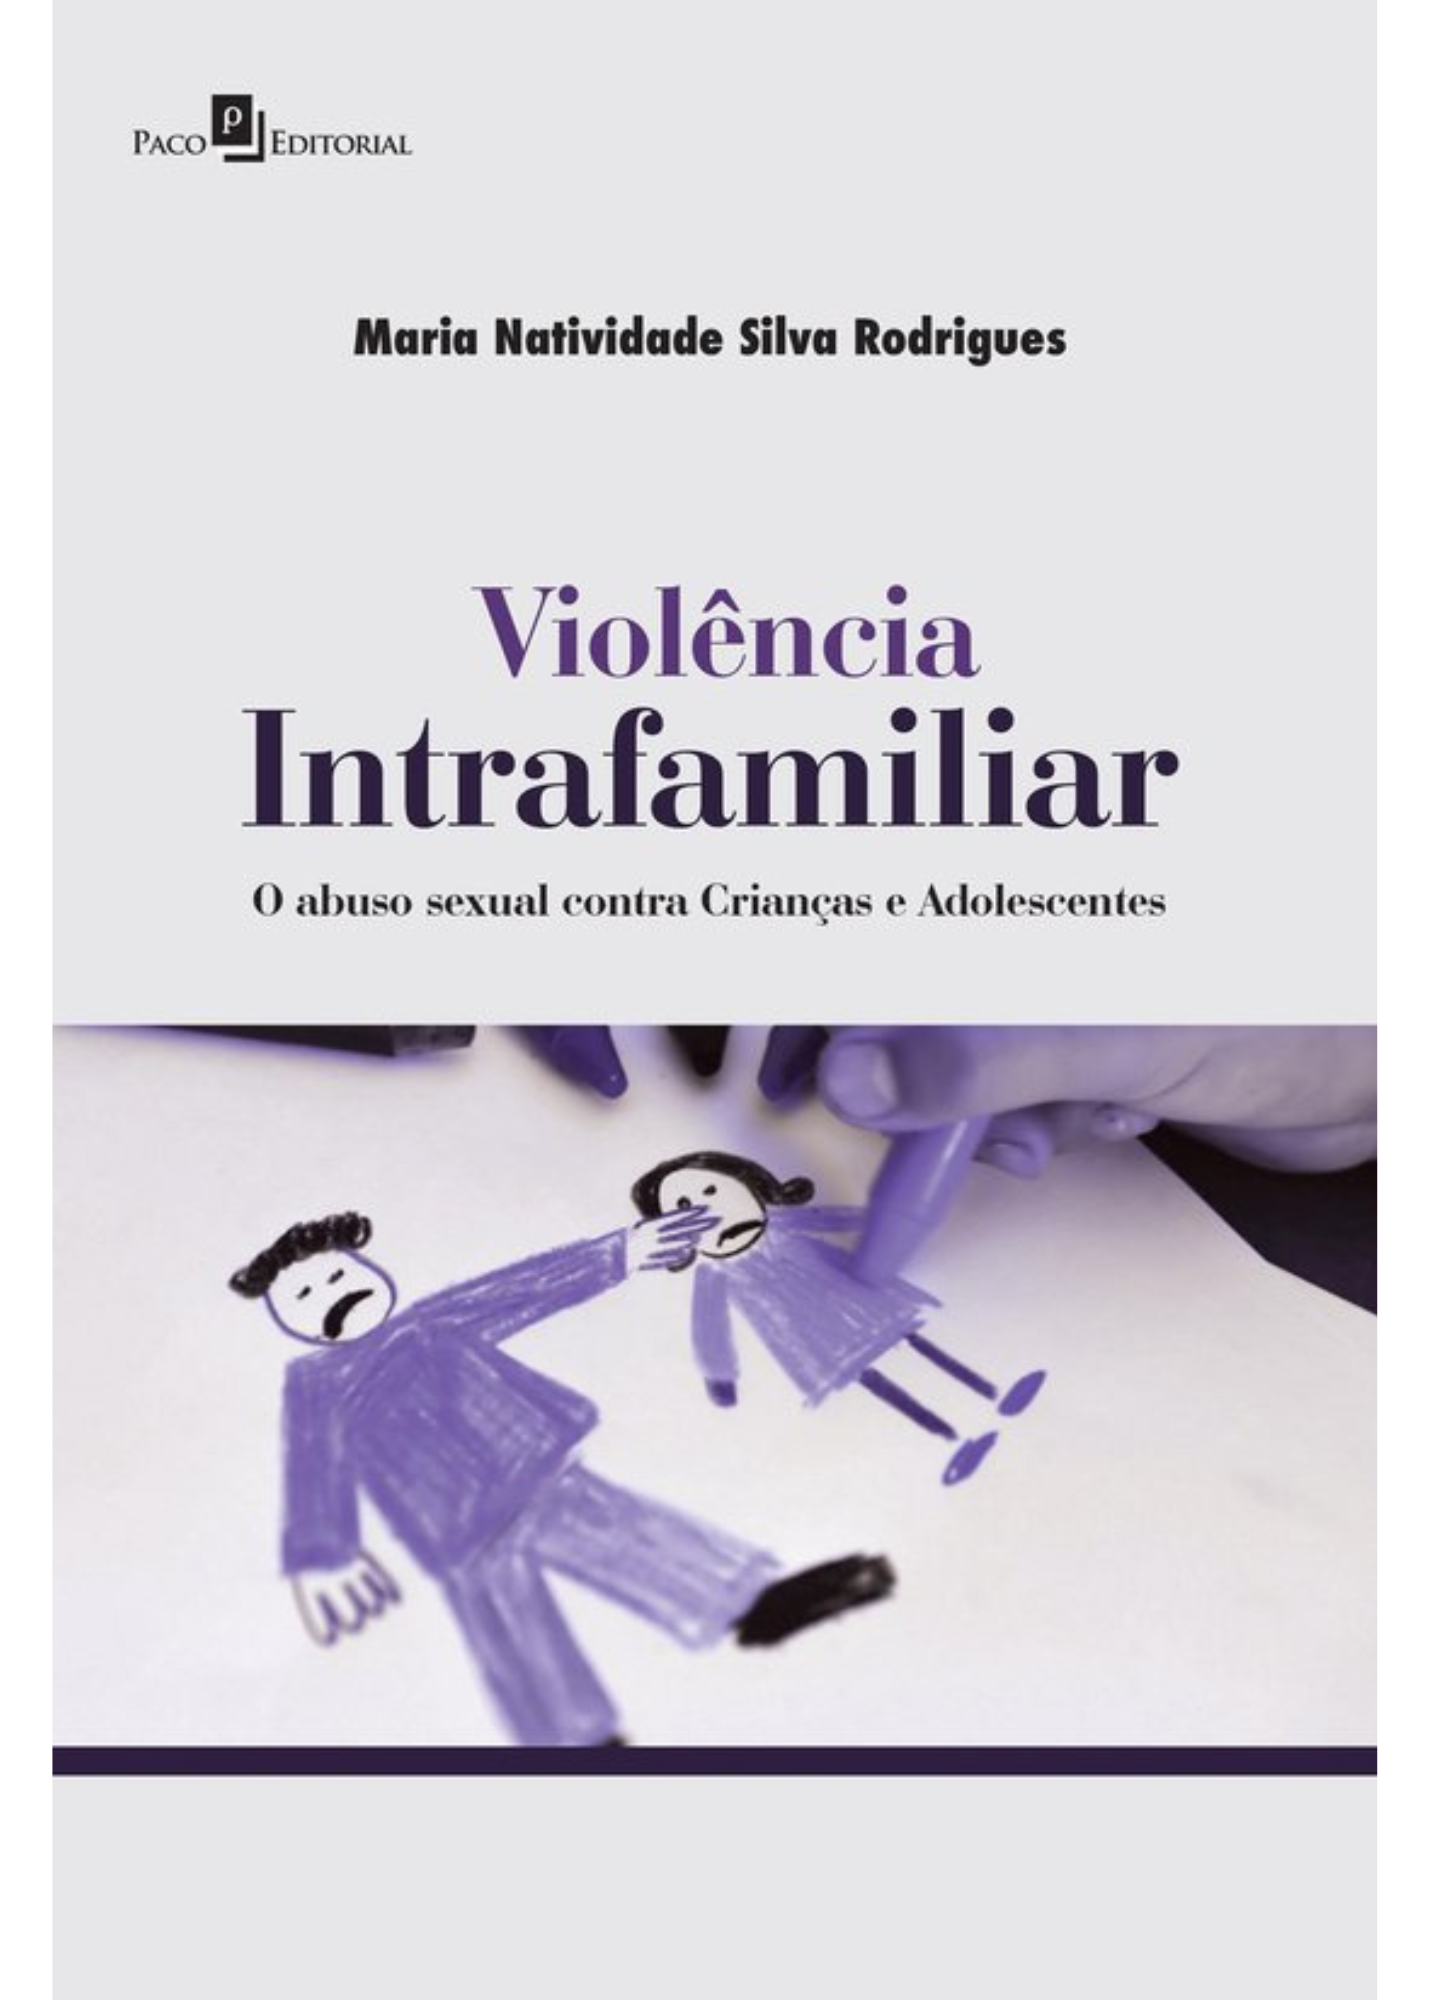 PACO EDITORIAL
Maria Natividade Silva Rodrigues
Violência
Intrafamiliar
O abuso sexual contra Crianças e Adolescentes